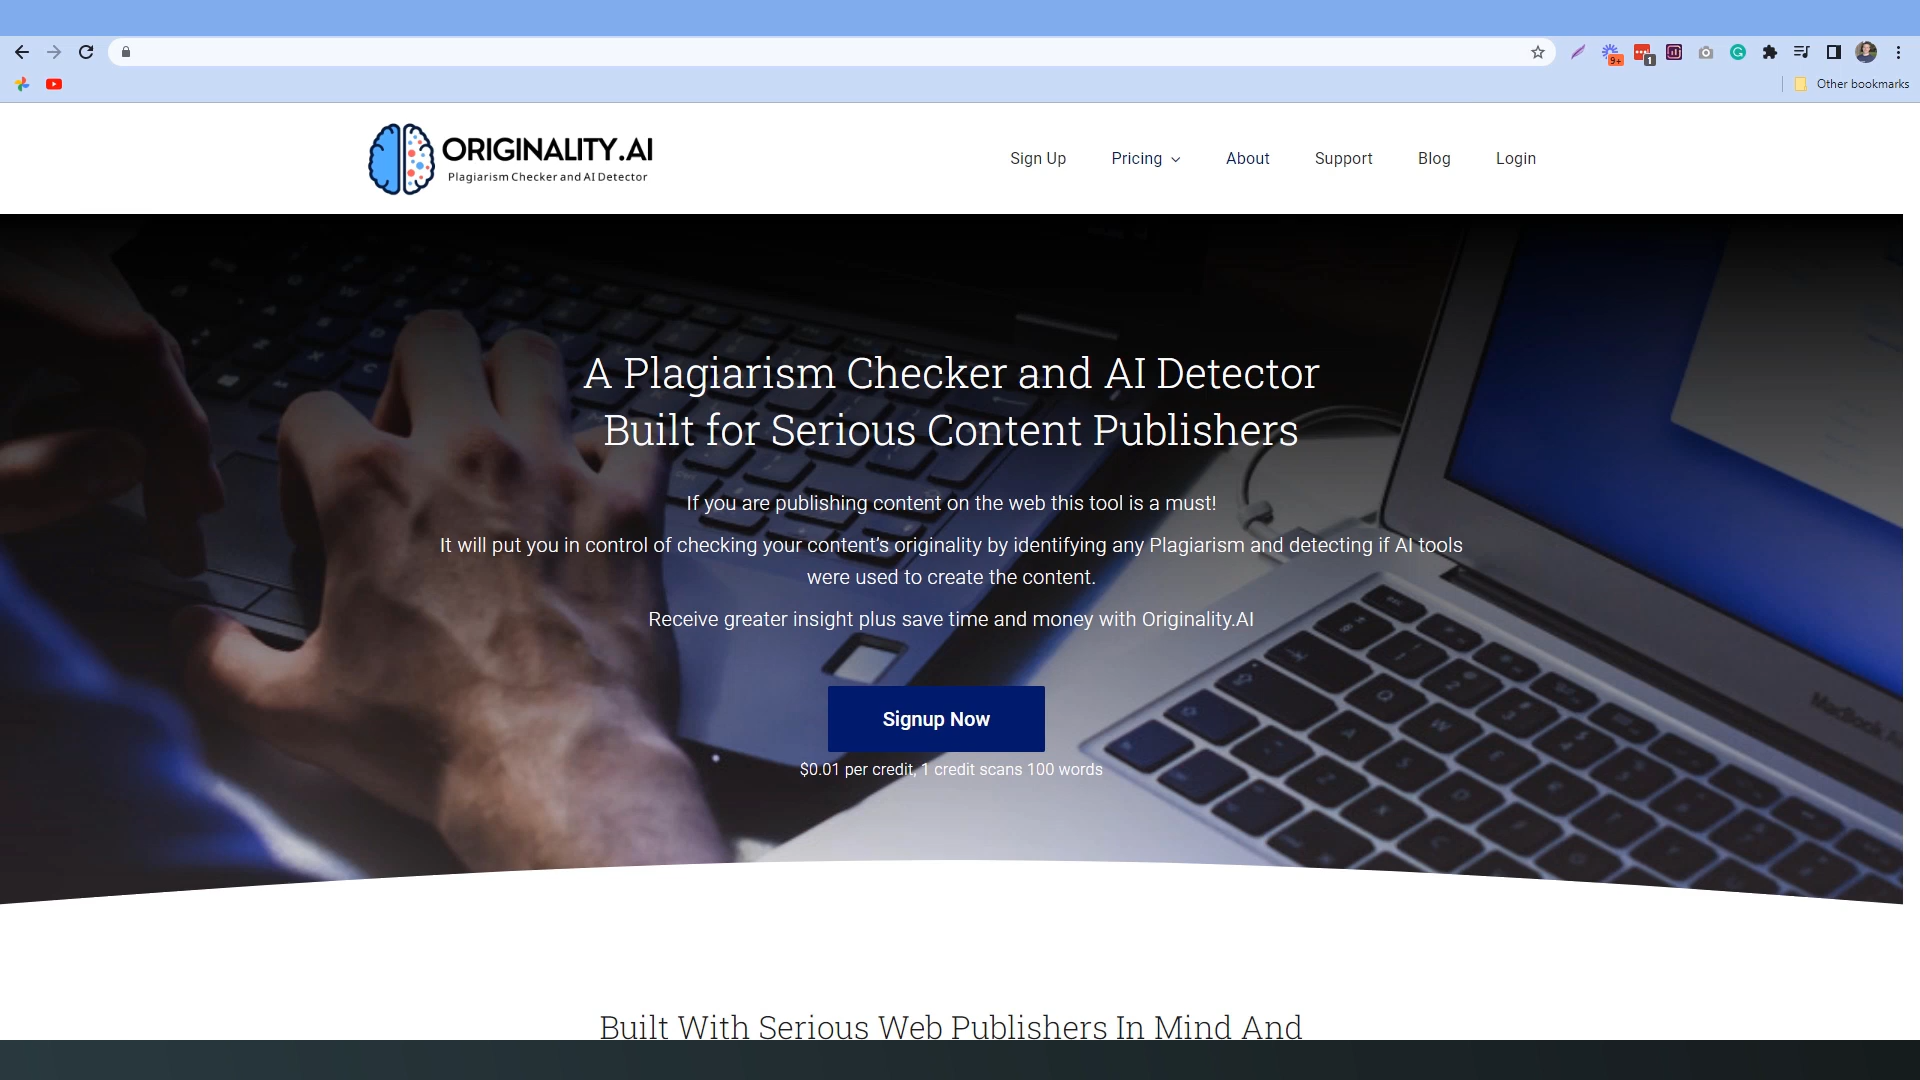 Other bookmarks
ORIGINALITY.AI
Plagiarism Checker and AI Detector
Sign Up
Pricing
About
Support
Blog
Login
A Plagiarism Checker and AI Detector
Built for Serious Content Publishers
If you are publishing content on the web this tool is a must!
It will put you in control of checking your content’s originality by identifying any Plagiarism and detecting if AI tools
were used to create the content.
Receive greater insight plus save time and money with Originality.AI
Signup Now
$0.01 per credit, 1 credit scans 100 words
Built With Serious Web Publishers In Mind And